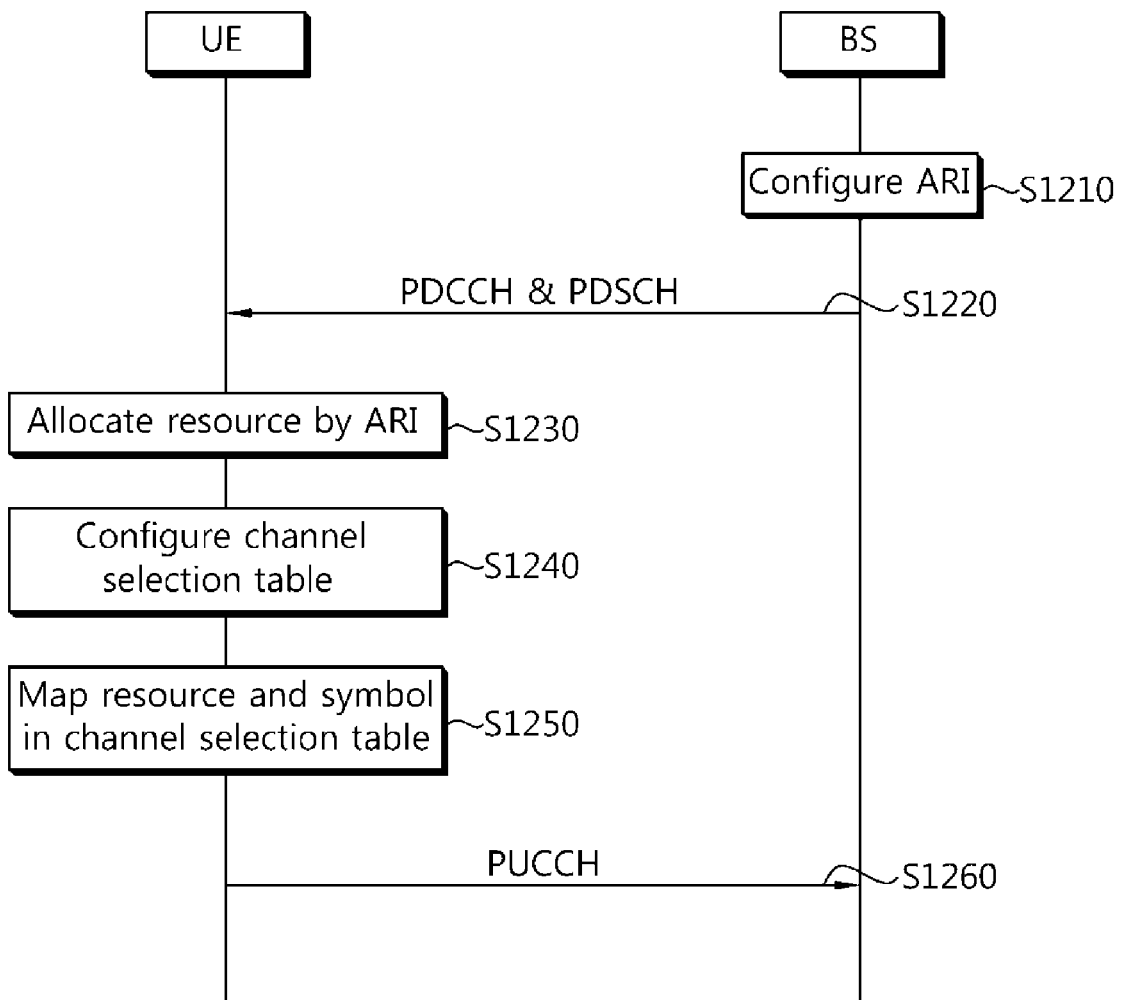 UE
BS
Configure ARI
S1210
PDCCH & PDSCH
S1220
Allocate resource by ARI
S1230
Configure channel
selection table
S1240
Map resource and symbol
in channel selection table
S1250
PUCCH
S1260